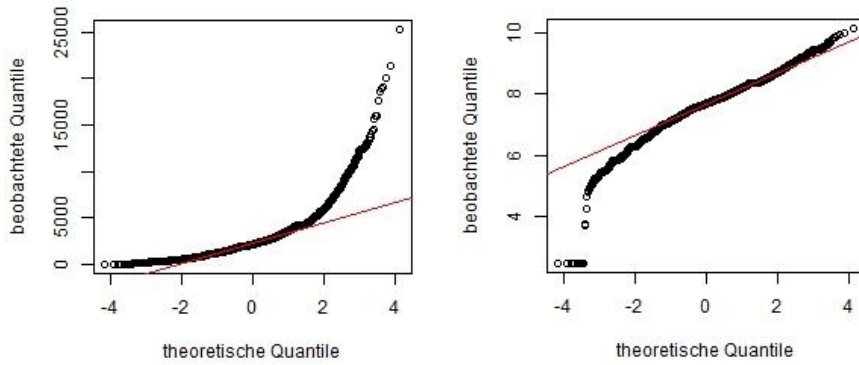 beobachtete Quantile
25000
15000
5000
0
-4 -2 0 2 4
theoretische Quantile
beobachtete Quantile
10
8
6
4
-4 -2 0 2 4
theoretische Quantile